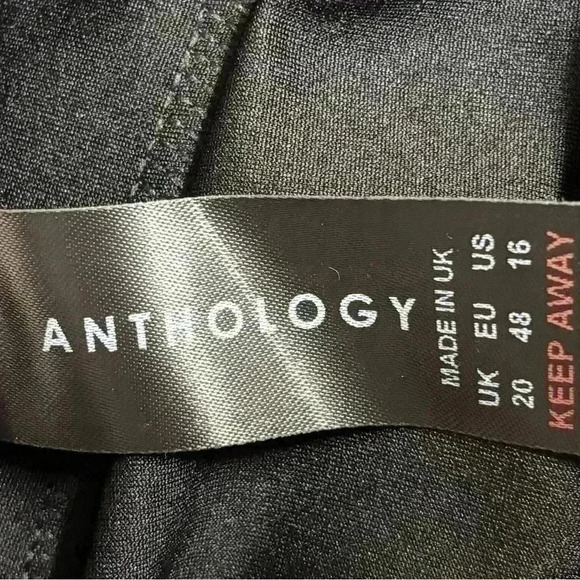 ANTHOLOGY
MADE IN UK
UK EU US
20 48 16
KEEP AWAY